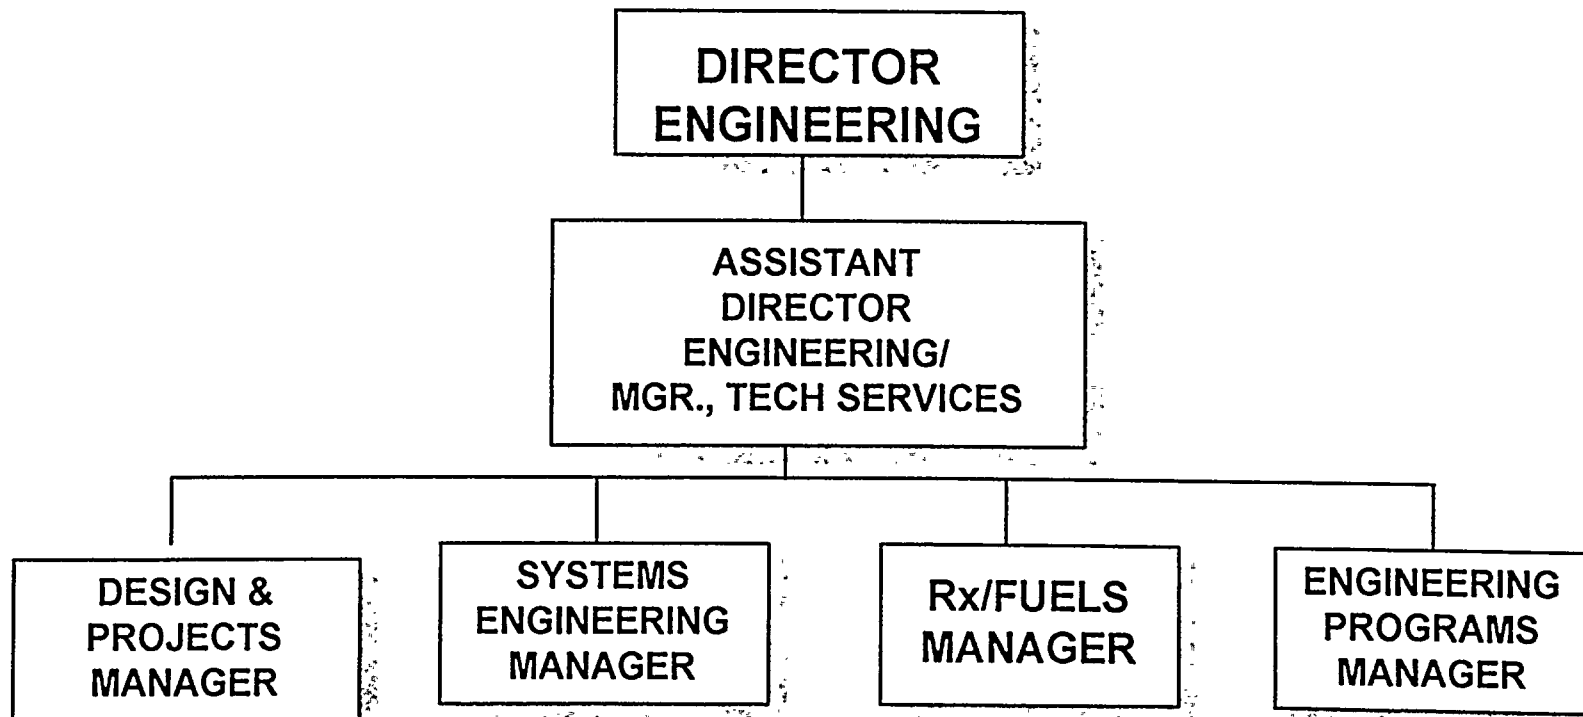 DIRECTOR
ENGINEERING
ASSISTANT
DIRECTOR
ENGINEERING/
MGR., TECH SERVICES
DESIGN &
PROJECTS
MANAGER
SYSTEMS
ENGINEERING
MANAGER
Rx/FUELS
MANAGER
ENGINEERING
PROGRAMS
MANAGER